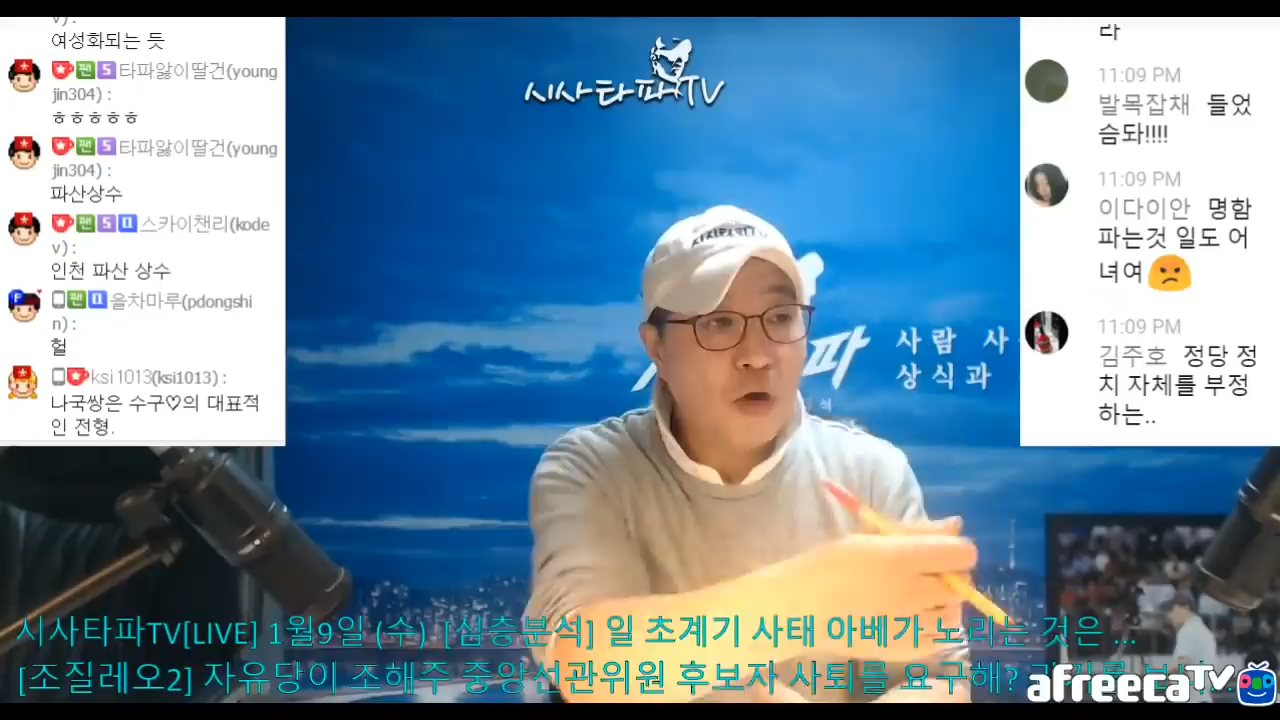 여성화되는 듯
팬 S 타파앓이딸건(young
jin304) :
ㅎㅎㅎㅎㅎ
팬 S 타파앓이딸건(young
jin304) :
파산상수
팬 S 스카이챈리(kode
v) :
인천 파산 상수
팬 을차마루(pdongshi
n) :
헐
ksi1013(ksi1013) :
나국쌍은 수구♡의 대표적
인 전형.
시사타파TV
파
사람 사
상식과
라
11:09 PM
발목잡채 들었
슴돠!!!!
11:09 PM
이다이안 명함
파는것 일도 어
녀여😡
11:09 PM
김주호 정당 정
치 자체를 부정
하는..
시사타파TV[LIVE] 1월9일 (수) [심층분석] 일 초계기 사태 아베가 노리는 것은 ...
[조질레오2] 자유당이 조해주 중앙선관위원 후보자 사퇴를 요구해?
afreecaTV